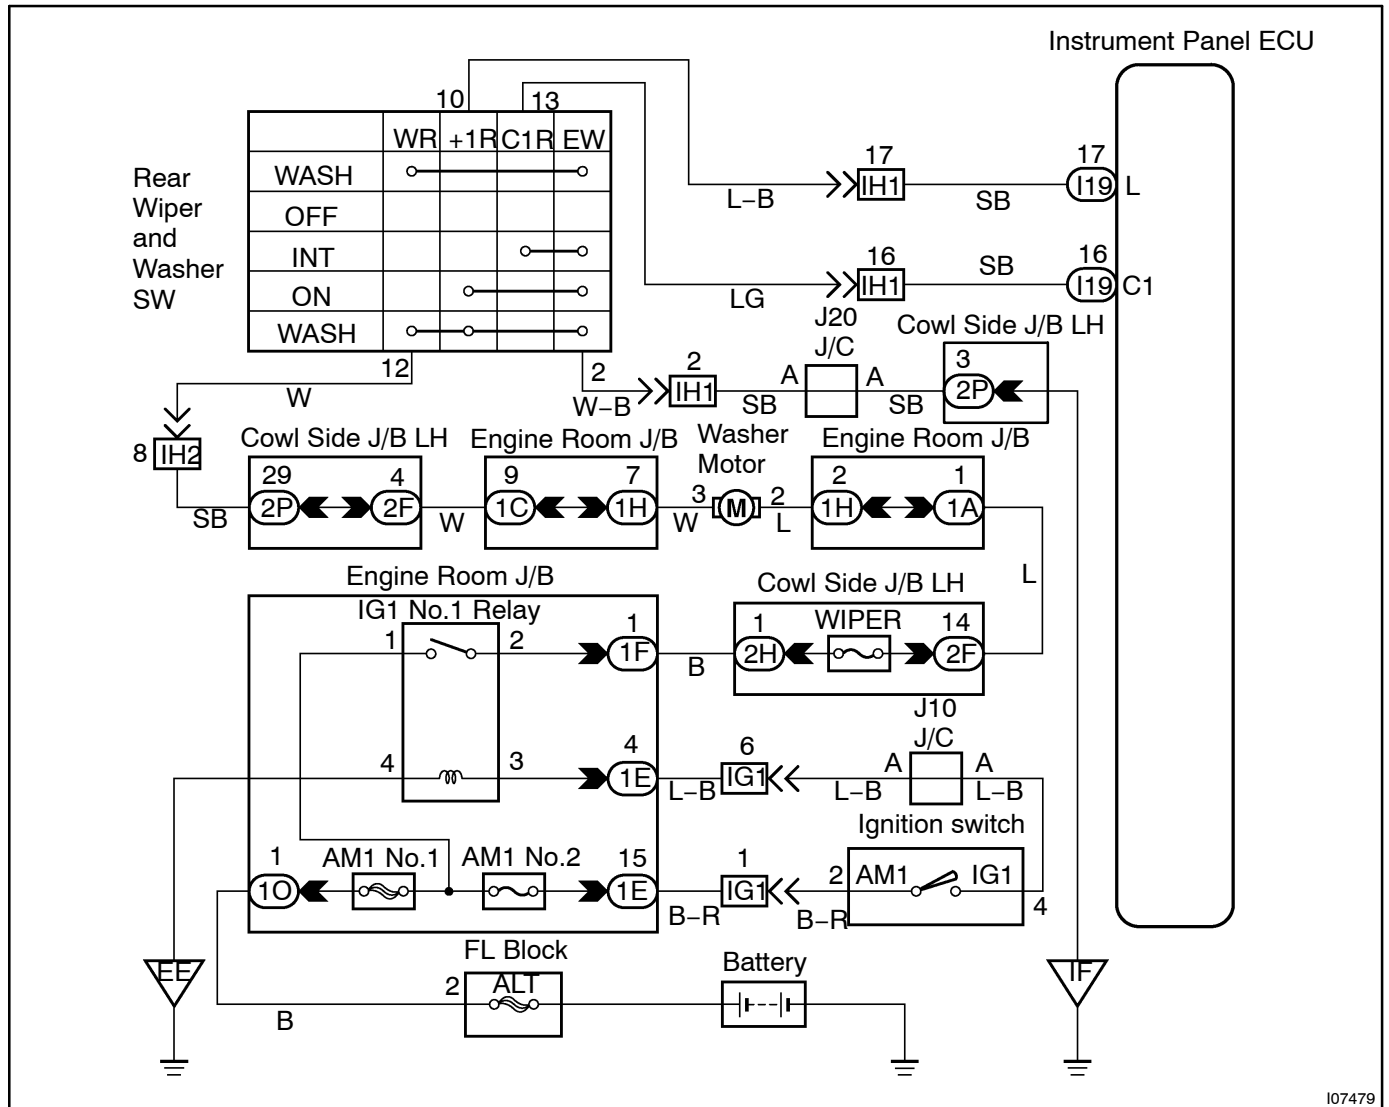 Instrument Panel ECU
10 13
WR +1R C1R EW
WASH
OFF
INT
ON
WASH
Rear
Wiper
and
Washer
SW
17 17
IH1 I19 L
L−B SB
16 SB 16
IH1 I19 C1
LG
J20
J/C
Cowl Side J/B LH
12 2 2 A A 3
W W−B IH1 SB SB 2P
8 IH2
Cowl Side J/B LH Engine Room J/B Washer
Motor Engine Room J/B
29 4 9 7 3 2 2 1
2P 2F 1C 1H M 1H 1A
SB W W L
L
Engine Room J/B Cowl Side J/B LH
IG1 No.1 Relay
1 2 1 1 WIPER 14
1F 2H 2F
B
J10
J/C
4 3 4 6 A A
1E IG1
L−B L−B L−B
Ignition switch
1 AM1 No.1 AM1 No.2 15 1 2 AM1 IG1
1O 1E IG1 4
B−R B−R
FL Block Battery
EE 2 ALT IF
B
I07479